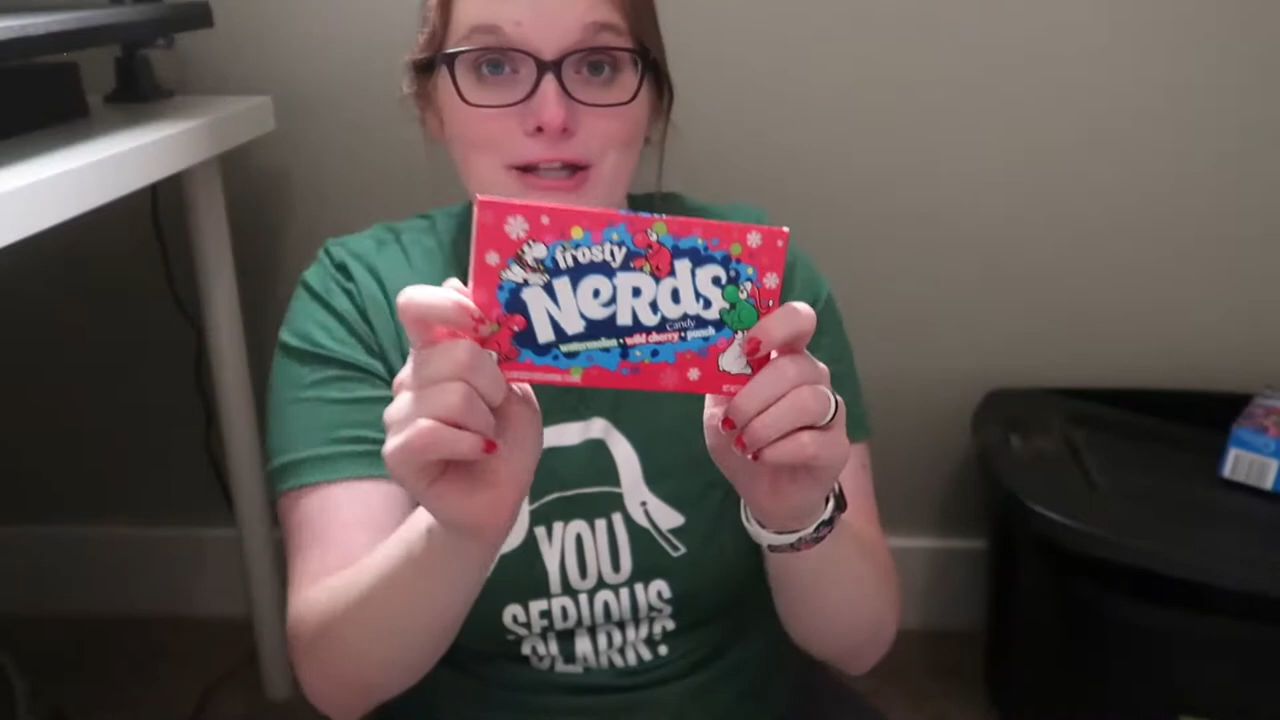 frosty
NeRdS
Candy
watermelon • wild cherry • punch
YOU
SERIOUS
CLARK?